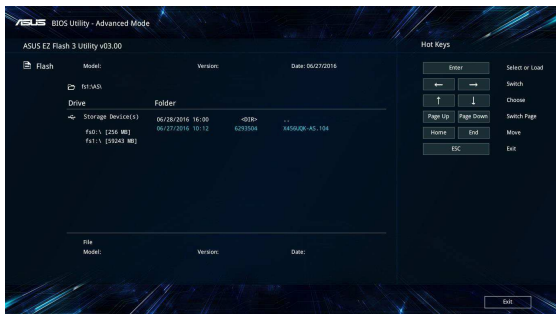 ASUS BIOS Utility - Advanced Mode
ASUS EZ Flash 3 Utility v03.00
Flash Model: Version: Date: 06/27/2016
fs1:\AS\
Drive Folder
Storage Device(s) 06/28/2016 16:00 <DIR> ..
fs0:\ [256 MB] 06/27/2016 10:12 6293504 X456UQK-AS.104
fs1:\ [59243 MB]
File
Model: Version: Date:
Hot Keys
Enter Select or Load
← → Switch
↑ ↓ Choose
Page Up Page Down Switch Page
Home End Move
ESC Exit
Exit